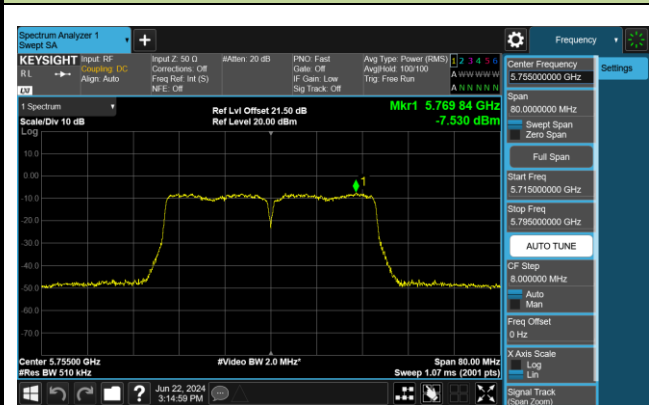 Spectrum Analyzer 1
Swept SA
+
Frequency
KEYSIGHT
RL
LXI
Input: RF
Coupling: DC
Align: Auto
Input Z: 50 Ω
Corrections: Off
Freq Ref: Int (S)
NFE: Off
#Atten: 20 dB
PNO: Fast
Gate: Off
IF Gain: Low
Sig Track: Off
Avg Type: Power (RMS)
Avg|Hold: 100/100
Trig: Free Run
1 2 3 4 5 6
A W W W W W
A N N N N N
1 Spectrum
Scale/Div 10 dB
Ref Lvl Offset 21.50 dB
Ref Level 20.00 dBm
Mkr1 5.769 84 GHz
-7.530 dBm
Log
10.0
0.00
-10.0
-20.0
-30.0
-40.0
-50.0
-60.0
-70.0
1
Center 5.75500 GHz
#Res BW 510 kHz
#Video BW 2.0 MHz*
Span 80.00 MHz
Sweep 1.07 ms (2001 pts)
Center Frequency
5.755000000 GHz
Settings
Span
80.0000000 MHz
Swept Span
Zero Span
Full Span
Start Freq
5.715000000 GHz
Stop Freq
5.795000000 GHz
AUTO TUNE
CF Step
8.000000 MHz
Auto
Man
Freq Offset
0 Hz
X Axis Scale
Log
Lin
Signal Track
(Span Zoom)
?
Jun 22, 2024
3:14:59 PM